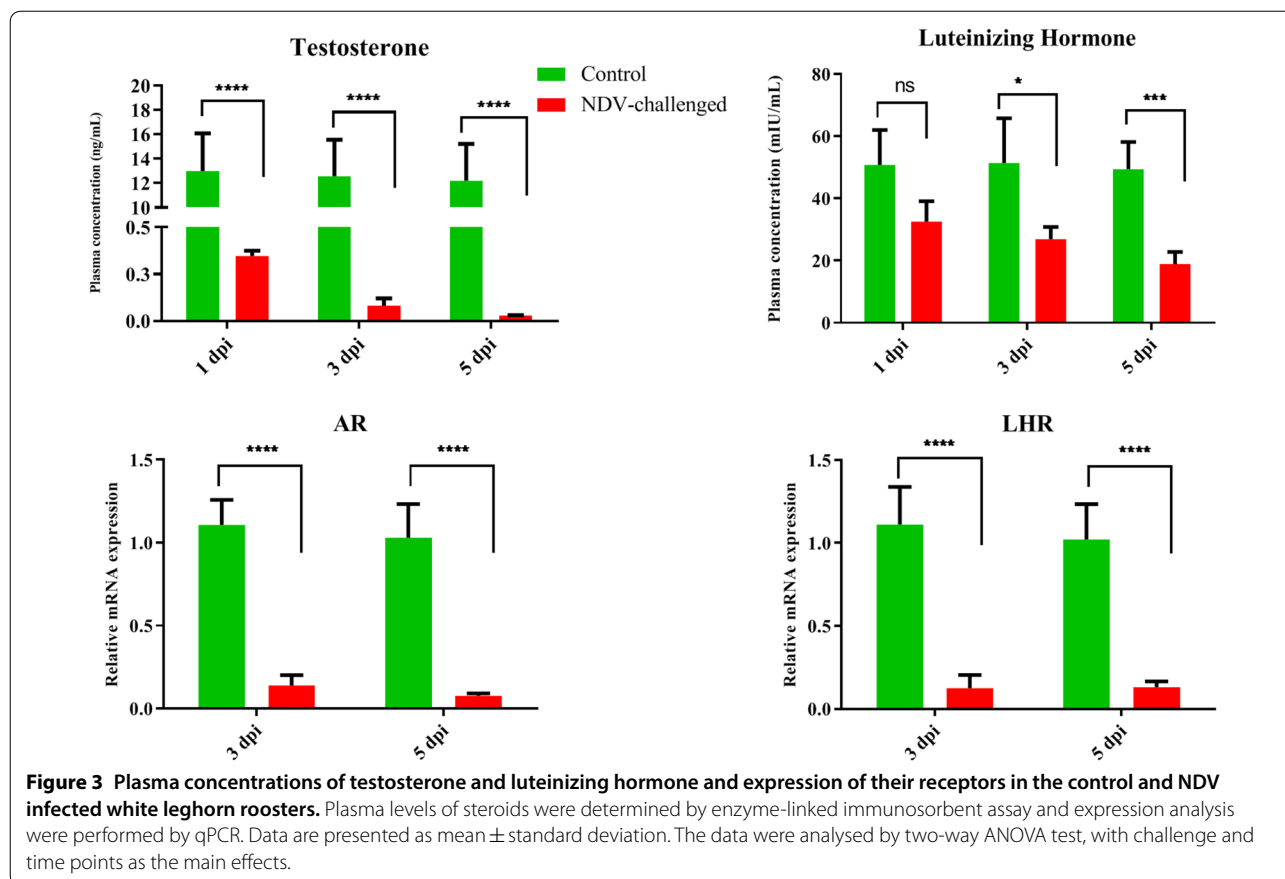 Testosterone
Plasma concentration (ng/mL)
20
18
16
14
12
10
0.5
0.3
0.0
****
****
****
1 dpi
3 dpi
5 dpi
Control
NDV-challenged
Luteinizing Hormone
Plasma concentration (mIU/mL)
80
60
40
20
0
ns
*
***
1 dpi
3 dpi
5 dpi
AR
Relative mRNA expression
1.5
1.0
0.5
0.0
****
****
3 dpi
5 dpi
LHR
Relative mRNA expression
1.5
1.0
0.5
0.0
****
****
3 dpi
5 dpi
Figure 3 Plasma concentrations of testosterone and luteinizing hormone and expression of their receptors in the control and NDV
infected white leghorn roosters. Plasma levels of steroids were determined by enzyme-linked immunosorbent assay and expression analysis
were performed by qPCR. Data are presented as mean ± standard deviation. The data were analysed by two-way ANOVA test, with challenge and
time points as the main effects.